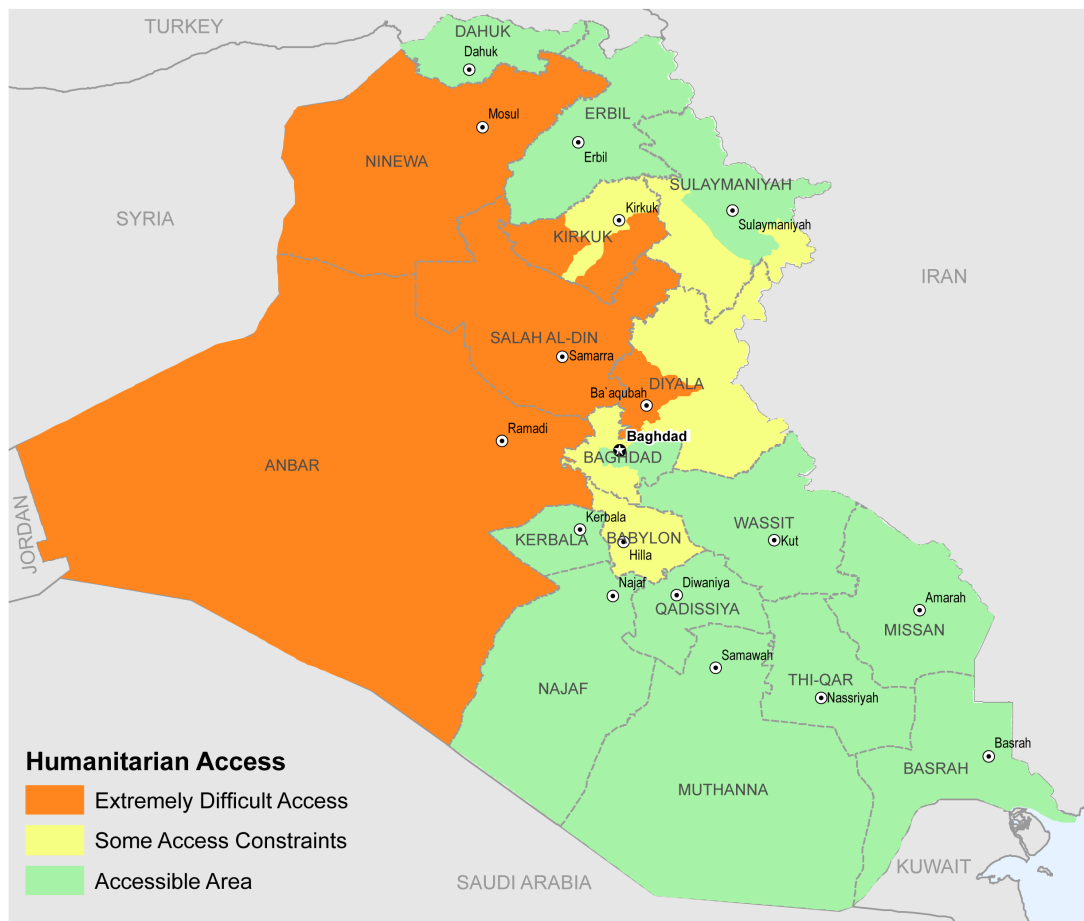 TURKEY
DAHUK
Dahuk
Mosul
ERBIL
Erbil
NINEWA
SULAYMANIYAH
Sulaymaniyah
SYRIA
Kirkuk
KIRKUK
IRAN
SALAH AL-DIN
Samarra
DIYALA
Ba`aqubah
Ramadi
Baghdad
BAGHDAD
ANBAR
JORDAN
Kerbala
KERBALA
BABYLON
Hilla
WASSIT
Kut
Najaf
Diwaniya
QADISSIYA
Amarah
MISSAN
Samawah
NAJAF
THI-QAR
Nassriyah
Basrah
BASRAH
MUTHANNA
KUWAIT
SAUDI ARABIA
Humanitarian Access
Extremely Difficult Access
Some Access Constraints
Accessible Area